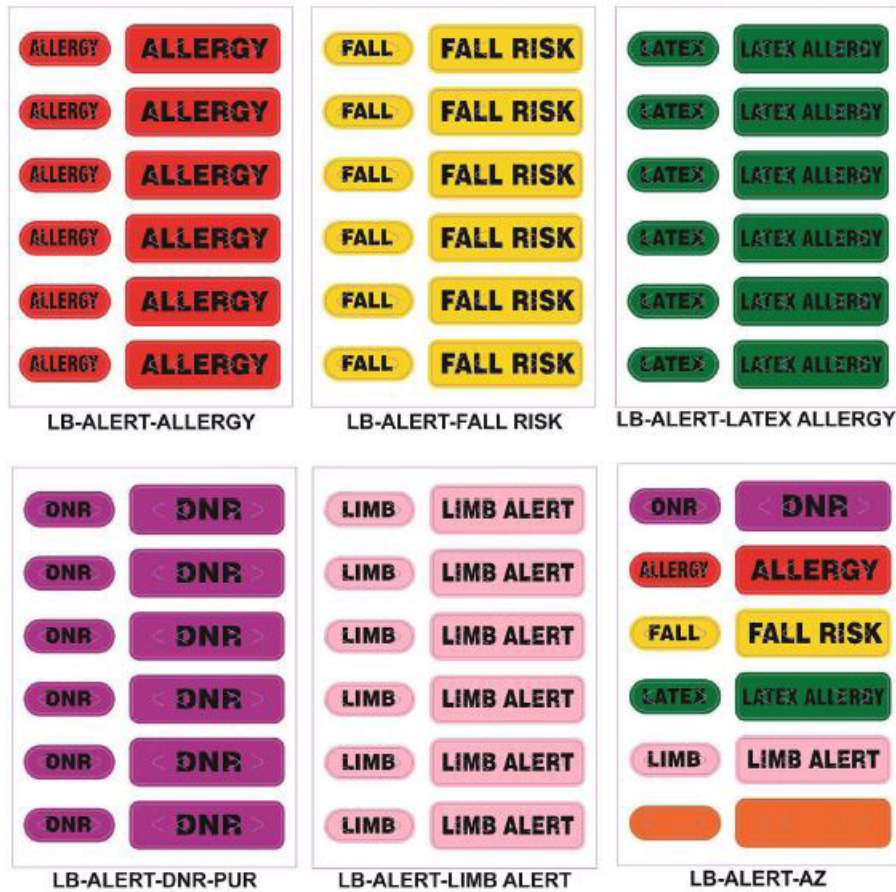 ALLERGY ALLERGY
ALLERGY ALLERGY
ALLERGY ALLERGY
ALLERGY ALLERGY
ALLERGY ALLERGY
ALLERGY ALLERGY
LB-ALERT-ALLERGY
FALL FALL RISK
FALL FALL RISK
FALL FALL RISK
FALL FALL RISK
FALL FALL RISK
FALL FALL RISK
LB-ALERT-FALL RISK
LATEX LATEX ALLERGY
LATEX LATEX ALLERGY
LATEX LATEX ALLERGY
LATEX LATEX ALLERGY
LATEX LATEX ALLERGY
LATEX LATEX ALLERGY
LB-ALERT-LATEX ALLERGY
DNR DNR
DNR DNR
DNR DNR
DNR DNR
DNR DNR
DNR DNR
LB-ALERT-DNR-PUR
LIMB LIMB ALERT
LIMB LIMB ALERT
LIMB LIMB ALERT
LIMB LIMB ALERT
LIMB LIMB ALERT
LIMB LIMB ALERT
LB-ALERT-LIMB ALERT
DNR DNR
ALLERGY ALLERGY
FALL FALL RISK
LATEX LATEX ALLERGY
LIMB LIMB ALERT
LB-ALERT-AZ